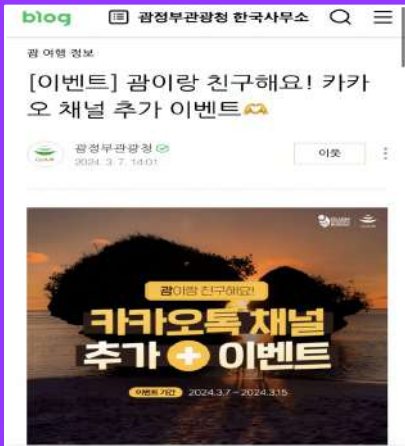 blog 괌정부관광청 한국사무소
괌 여행 정보
[이벤트] 괌이랑 친구해요! 카카
오 채널 추가 이벤트🫶
괌정부관광청
이웃
2024. 3. 7. 14:01
괌이랑 친구해요!
카카오톡 채널
추가 + 이벤트
이벤트 기간 2024.3.7 - 2024.3.15